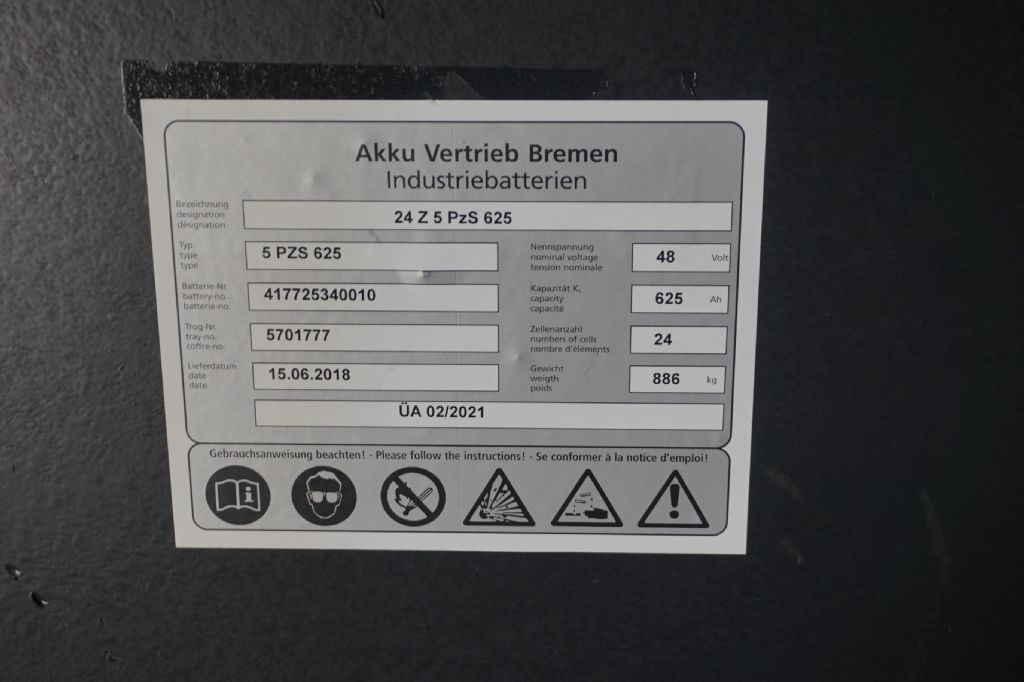 Akku Vertrieb Bremen
Industriebatterien
Bezeichnung
designation
désignation
24 Z 5 PzS 625
Typ
type
type
5 PZS 625
Nennspannung
nominal voltage
tension nominale
48 Volt
Batterie-Nr.
battery-no.
batterie-no.
417725340010
Kapazität K5
capacity
capacité
625 Ah
Trog-Nr.
tray-no.
coffre-no.
5701777
Zellenanzahl
numbers of cells
nombre d'élements
24
Lieferdatum
date
date
15.06.2018
Gewicht
weigth
poids
886 kg
ÜA 02/2021
Gebrauchsanweisung beachten! - Please follow the instructions! - Se conformer à la notice d'emploi!